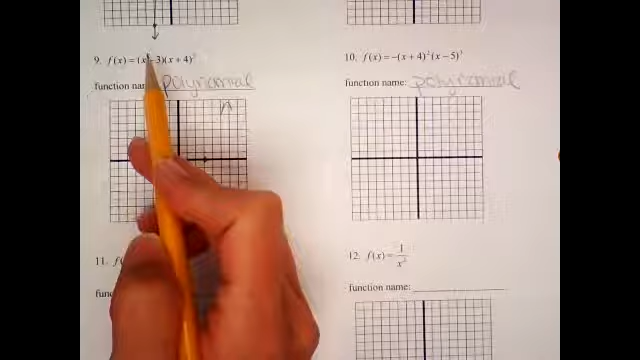 9. f(x) = (x - 3)(x + 4)
10. f(x) = -(x + 4)²(x - 5)³
function name: polynomial
function name: polynomial
11.
12. f(x) = 1/x²
function name: